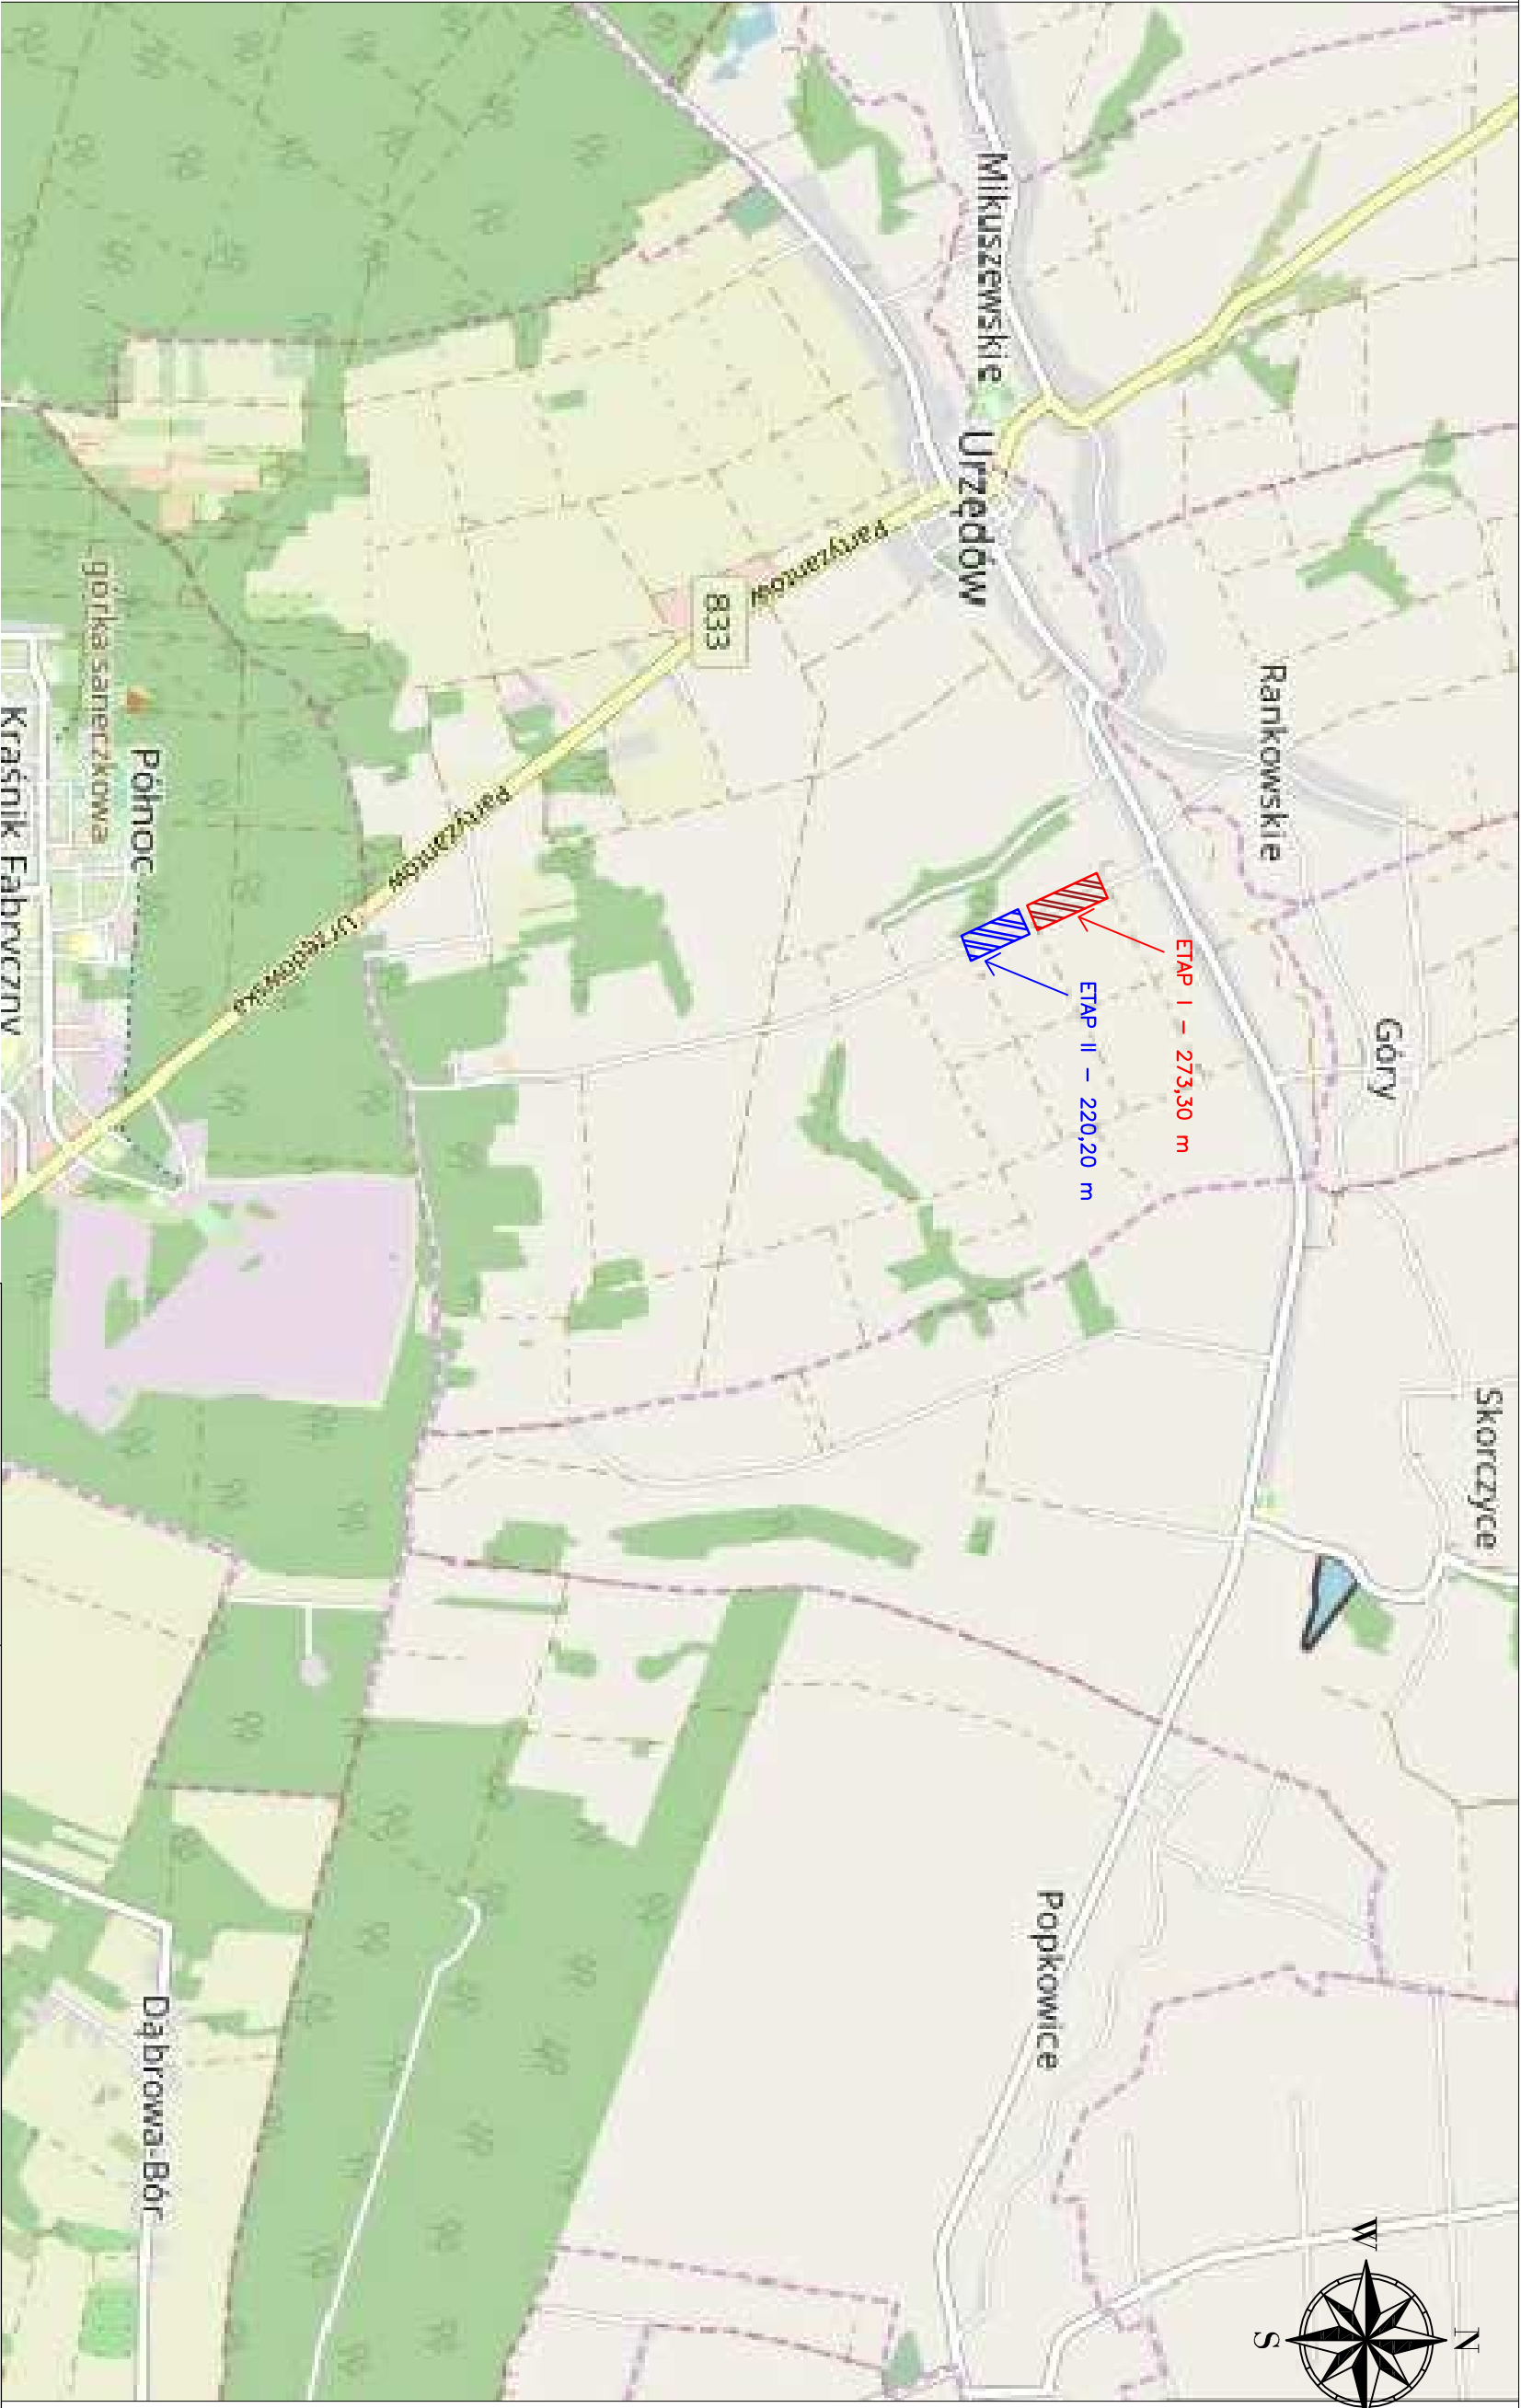 Skorczyce
Góry
Rankowskie
ETAP I – 273,30 m
ETAP II – 220,20 m
Popkowice
Mikuszewskie
Urzędów
Partyzantów
833
Partyzantów
Urzędowska
Północ
górka saneczkowa
Kraśnik Fabryczny
Dąbrowa-Bór
N
W
S